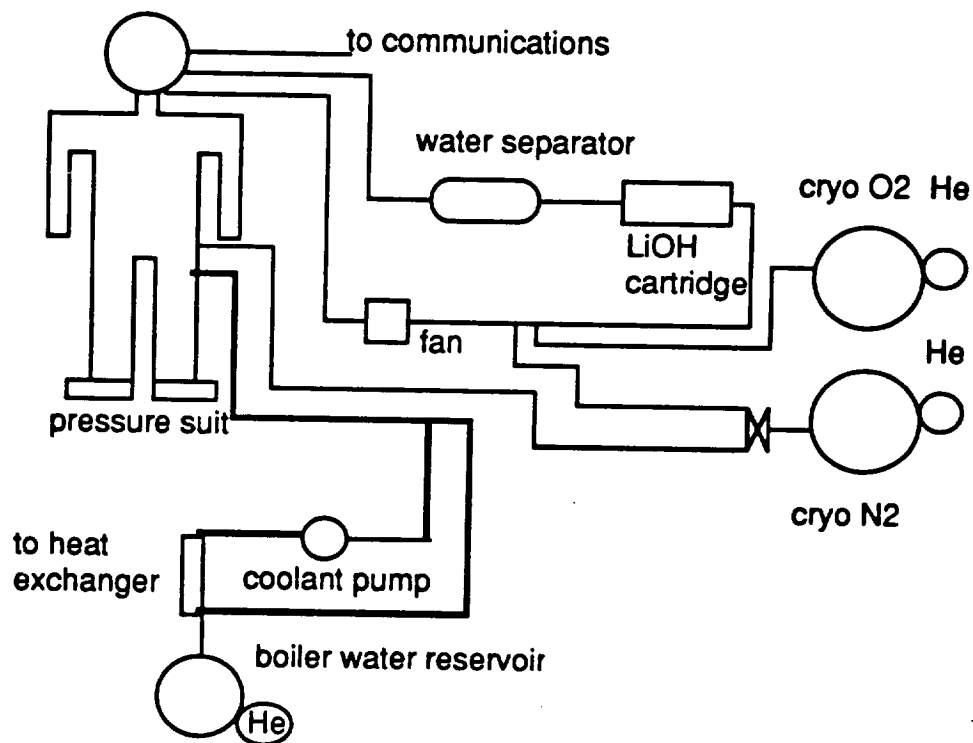 to communications
water separator
cryo O2 He
LiOH
cartridge
fan
He
pressure suit
cryo N2
to heat
exchanger
coolant pump
boiler water reservoir
He